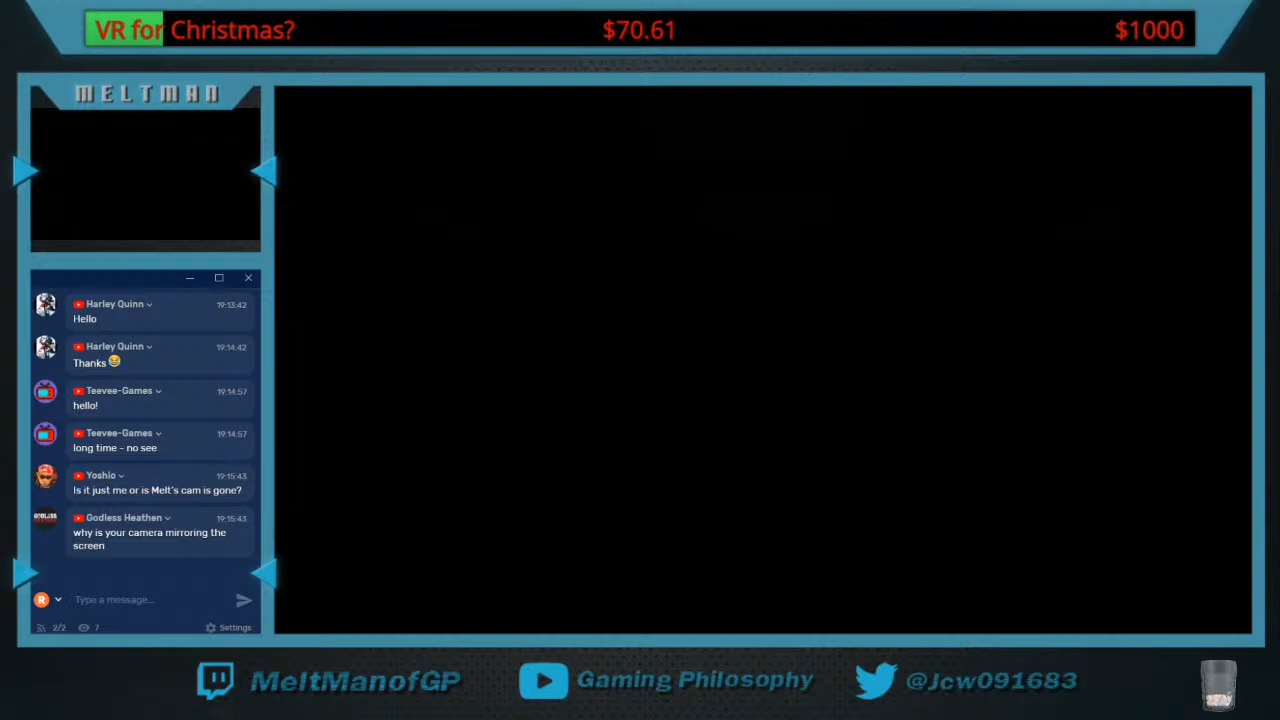 VR for Christmas? $70.61 $1000
MELTMAN
Harley Quinn 19:13:42
Hello
Harley Quinn 19:14:42
Thanks 😂
Teevee-Games 19:14:57
hello!
Teevee-Games 19:14:57
long time - no see
Yoshio 19:15:43
Is it just me or is Melt's cam is gone?
Godless Heathen 19:15:43
why is your camera mirroring the
screen
R Type a message...
2/2 7 Settings
MeltManofGP Gaming Philosophy @Jcw091683